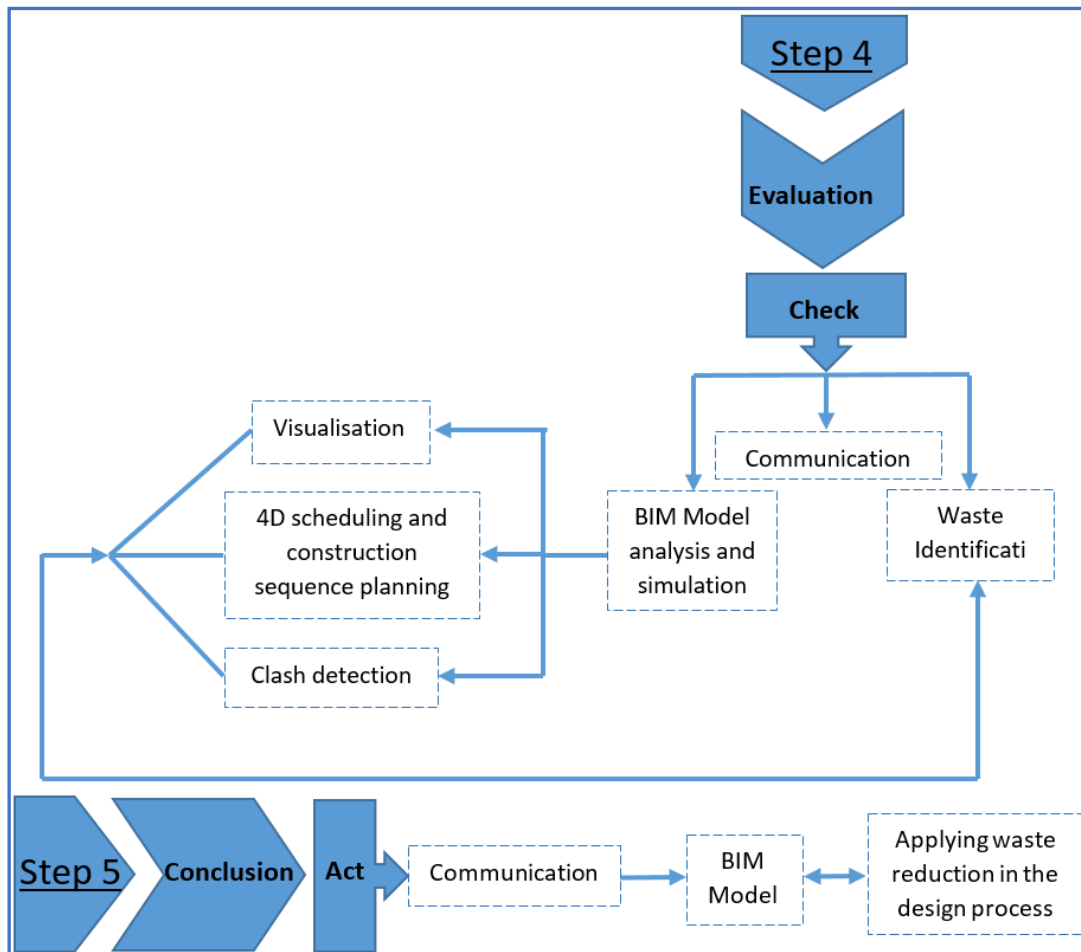 Step 4
Evaluation
Check
Communication
BIM Model
analysis and
simulation
Waste
Identificati
Visualisation
4D scheduling and
construction
sequence planning
Clash detection
Step 5
Conclusion
Act
Communication
BIM
Model
Applying waste
reduction in the
design process